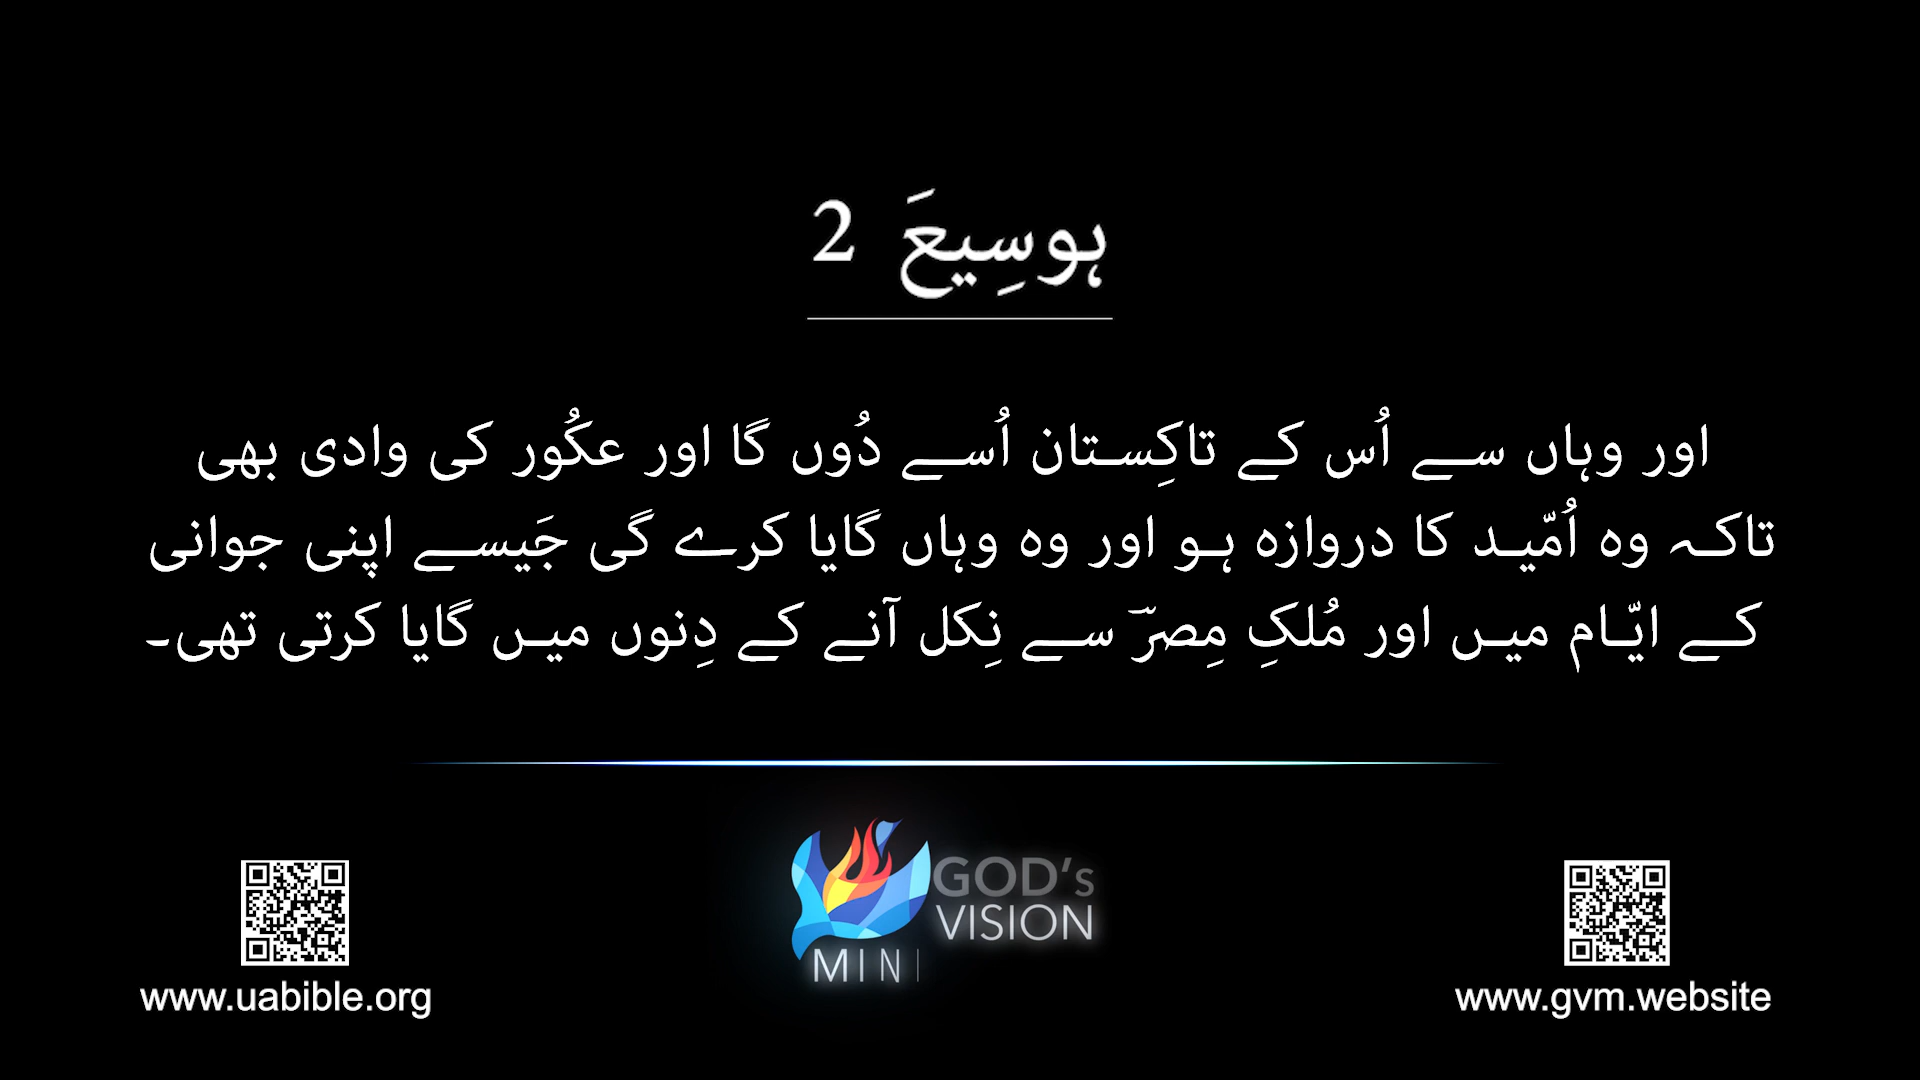 ہوسِیعَ 2
اور وہاں سے اُس کے تاکِستان اُسے دُوں گا اور عکُور کی وادی بھی
تاکہ وہ اُمّید کا دروازہ ہو اور وہ وہاں گایا کرے گی جَیسے اپنی جوانی
کے ایّام میں اور مُلکِ مِصرؔ سے نِکل آنے کے دِنوں میں گایا کرتی تھی۔
GOD's
VISION
MINI
www.uabible.org
www.gvm.website